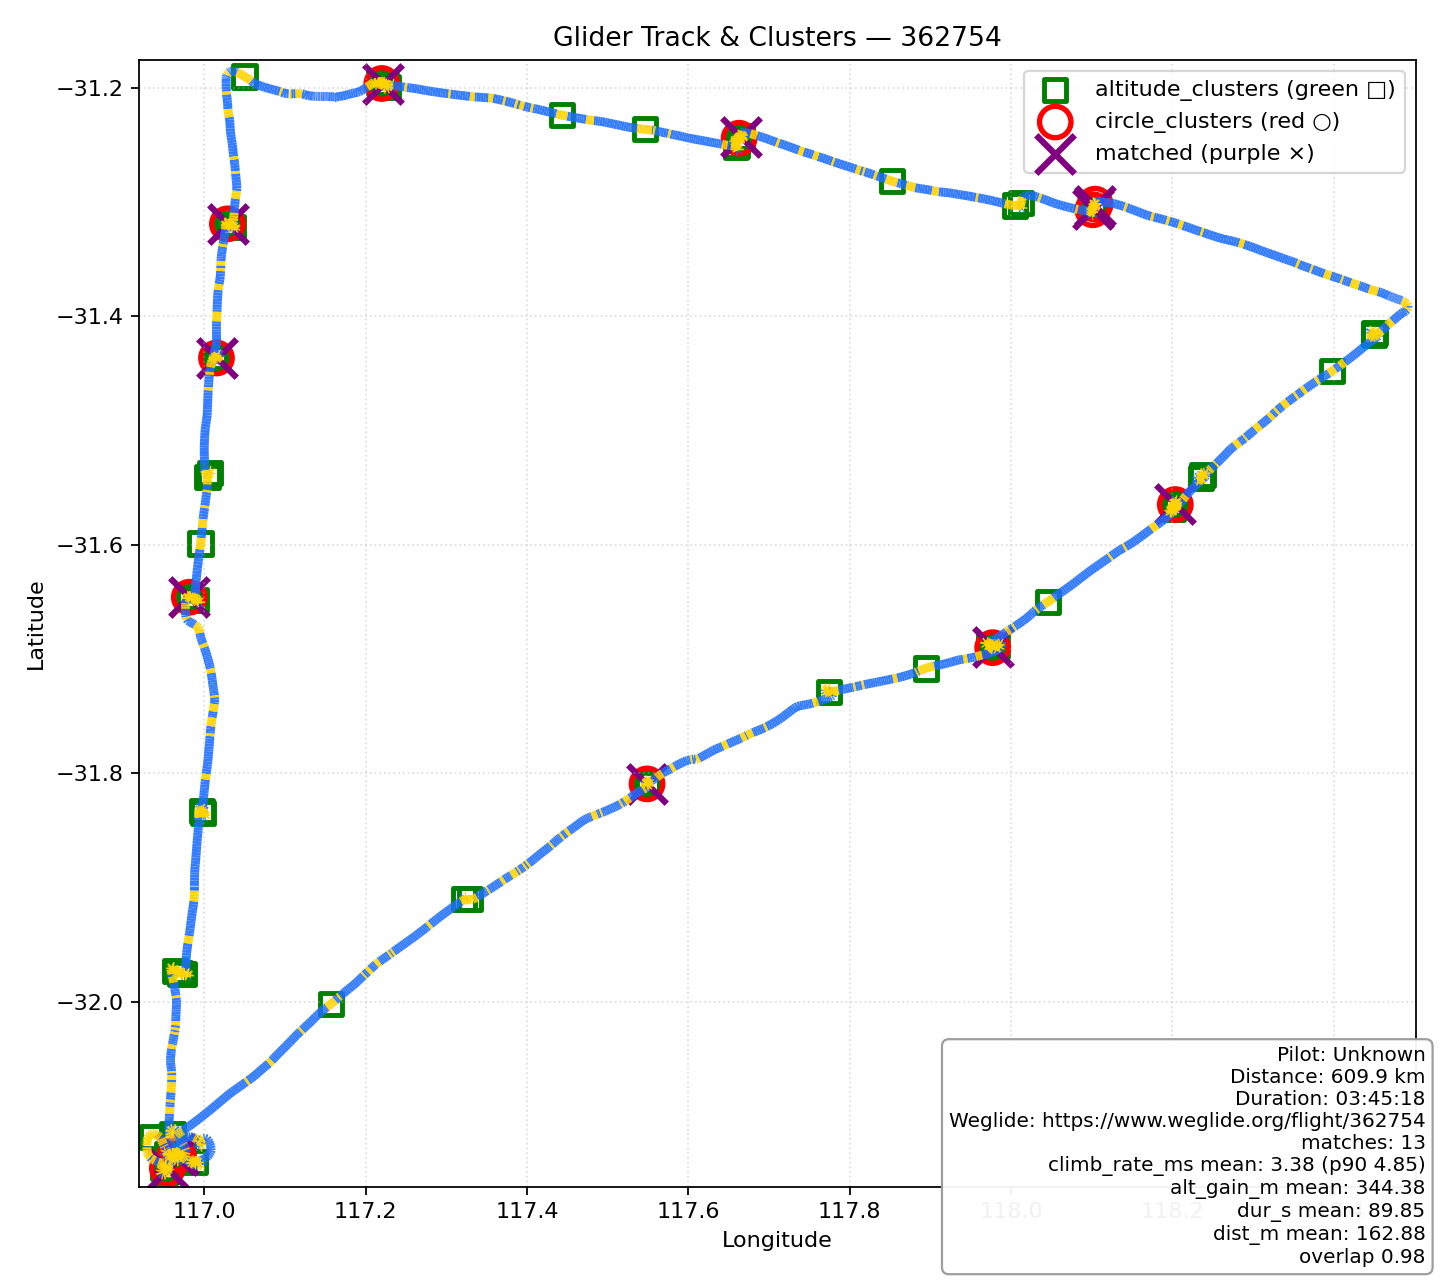 Glider Track & Clusters — 362754
altitude_clusters (green □)
circle_clusters (red ○)
matched (purple ×)
−31.2
−31.4
−31.6
−31.8
−32.0
Latitude
117.0 117.2 117.4 117.6 117.8 118.0 118.2
Longitude
Pilot: Unknown
Distance: 609.9 km
Duration: 03:45:18
Weglide: https://www.weglide.org/flight/362754
matches: 13
climb_rate_ms mean: 3.38 (p90 4.85)
alt_gain_m mean: 344.38
dur_s mean: 89.85
dist_m mean: 162.88
overlap 0.98